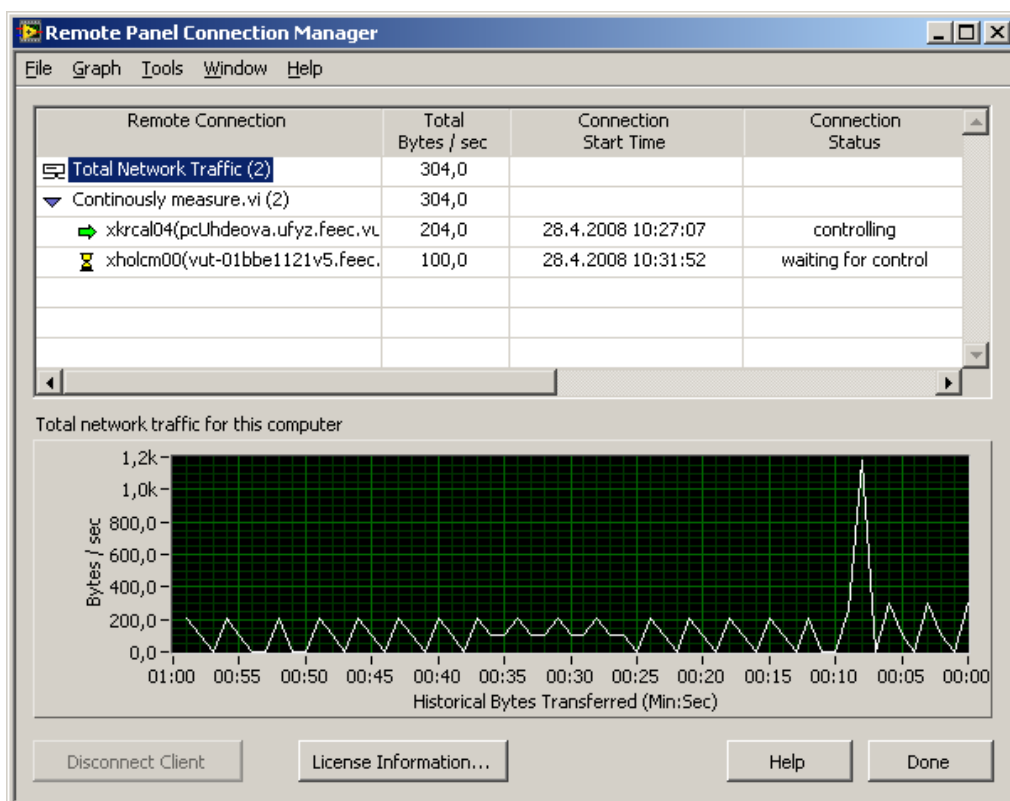 Remote Panel Connection Manager
File Graph Tools Window Help
Remote Connection Total Bytes / sec Connection Start Time Connection Status
Total Network Traffic (2) 304,0
Continously measure.vi (2) 304,0
xkrcal04(pcUhdeova.ufyz.feec.vu 204,0 28.4.2008 10:27:07 controlling
xholcm00(vut-01bbe1121v5.feec. 100,0 28.4.2008 10:31:52 waiting for control
Total network traffic for this computer
1,2k
1,0k
800,0
600,0
400,0
200,0
0,0
Bytes / sec
01:00 00:55 00:50 00:45 00:40 00:35 00:30 00:25 00:20 00:15 00:10 00:05 00:00
Historical Bytes Transferred (Min:Sec)
Disconnect Client License Information... Help Done